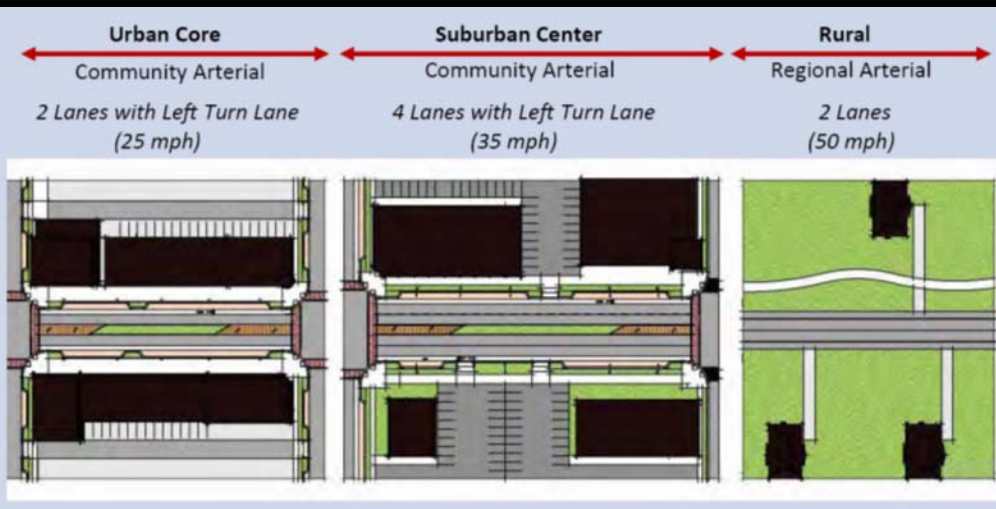 Urban Core
Community Arterial
2 Lanes with Left Turn Lane
(25 mph)
Suburban Center
Community Arterial
4 Lanes with Left Turn Lane
(35 mph)
Rural
Regional Arterial
2 Lanes
(50 mph)